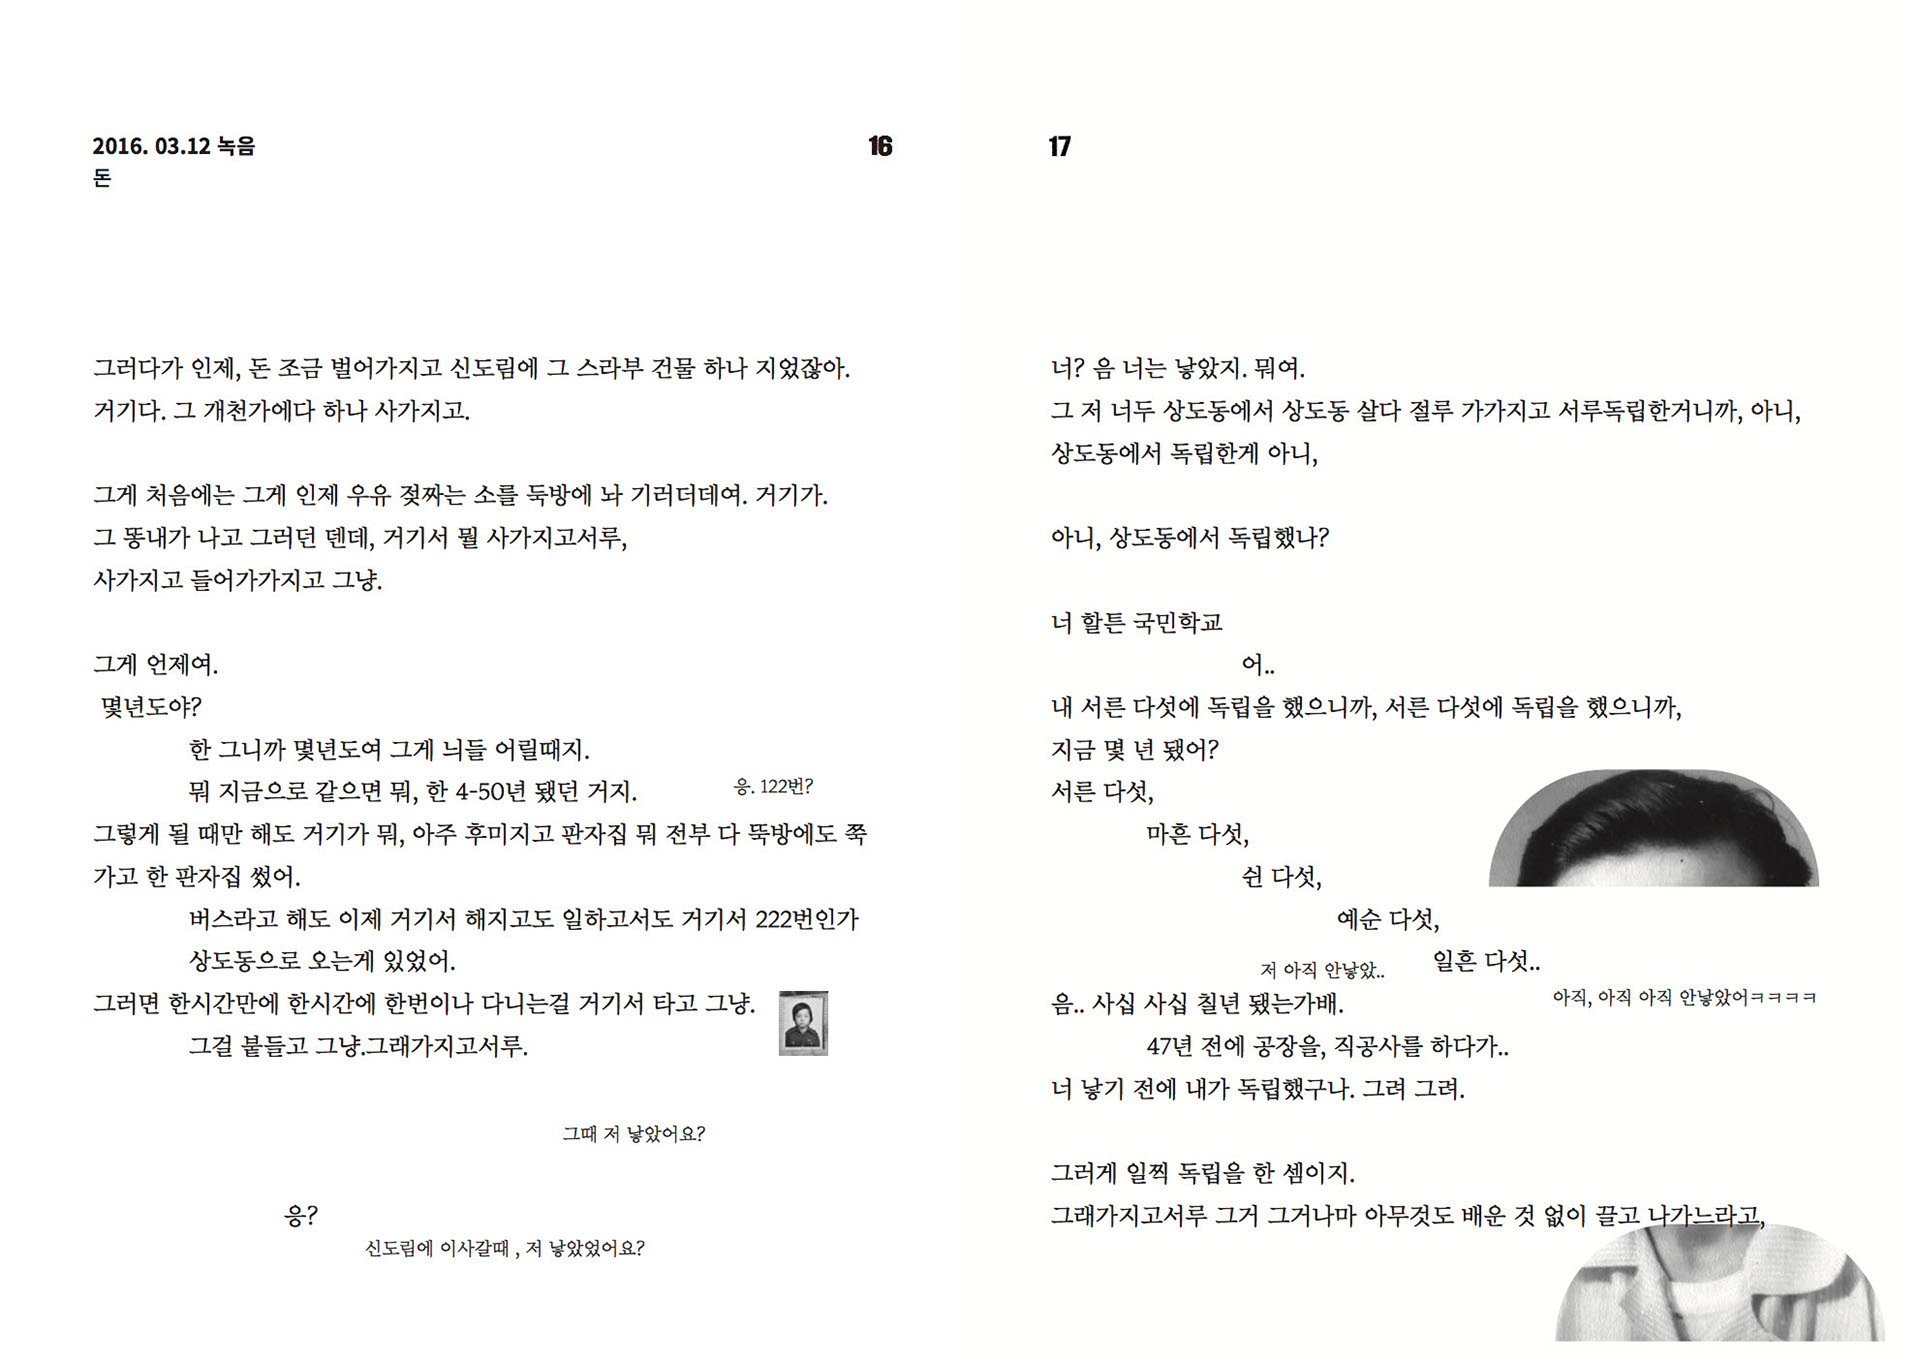 2016. 03.12 녹음
돈
16
그러다가 인제, 돈 조금 벌어가지고 신도림에 그 스라부 건물 하나 지었잖아.
거기다. 그 개천가에다 하나 사가지고.
그게 처음에는 그게 인제 우유 젖짜는 소를 둑방에 놔 기러더데여. 거기가.
그 똥내가 나고 그러던 덴데, 거기서 뭘 사가지고서루,
사가지고 들어가가지고 그냥.
그게 언제여.
몇년도야?
한 그니까 몇년도여 그게 늬들 어릴때지.
뭐 지금으로 같으면 뭐, 한 4-50년 됐던 거지.
응. 122번?
그렇게 될 때만 해도 거기가 뭐, 아주 후미지고 판자집 뭐 전부 다 뚝방에도 쭉
가고 한 판자집 썼어.
버스라고 해도 이제 거기서 해지고도 일하고서도 거기서 222번인가
상도동으로 오는게 있었어.
그러면 한시간만에 한시간에 한번이나 다니는걸 거기서 타고 그냥.
그걸 붙들고 그냥.그래가지고서루.
그때 저 낳았어요?
응?
신도림에 이사갈때 , 저 낳았었어요?
17
너? 음 너는 낳았지. 뭐여.
그 저 너두 상도동에서 상도동 살다 절루 가가지고 서루독립한거니까, 아니,
상도동에서 독립한게 아니,
아니, 상도동에서 독립했나?
너 할튼 국민학교
어..
내 서른 다섯에 독립을 했으니까, 서른 다섯에 독립을 했으니까,
지금 몇 년 됐어?
서른 다섯,
마흔 다섯,
쉰 다섯,
예순 다섯,
일흔 다섯..
저 아직 안낳았..
아직, 아직 아직 안낳았어ㅋㅋㅋㅋ
음.. 사십 사십 칠년 됐는가배.
47년 전에 공장을, 직공사를 하다가..
너 낳기 전에 내가 독립했구나. 그려 그려.
그러게 일찍 독립을 한 셈이지.
그래가지고서루 그거 그거나마 아무것도 배운 것 없이 끌고 나가느라고,